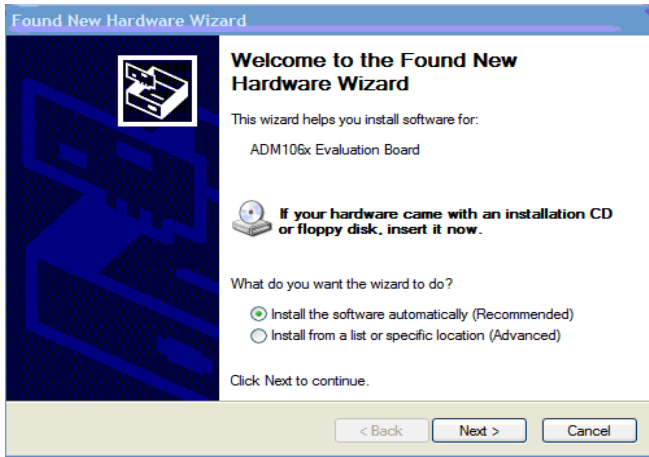 Found New Hardware Wizard
Welcome to the Found New
Hardware Wizard
This wizard helps you install software for:
ADM106x Evaluation Board
If your hardware came with an installation CD
or floppy disk, insert it now.
What do you want the wizard to do?
Install the software automatically (Recommended)
Install from a list or specific location (Advanced)
Click Next to continue.
< Back Next > Cancel